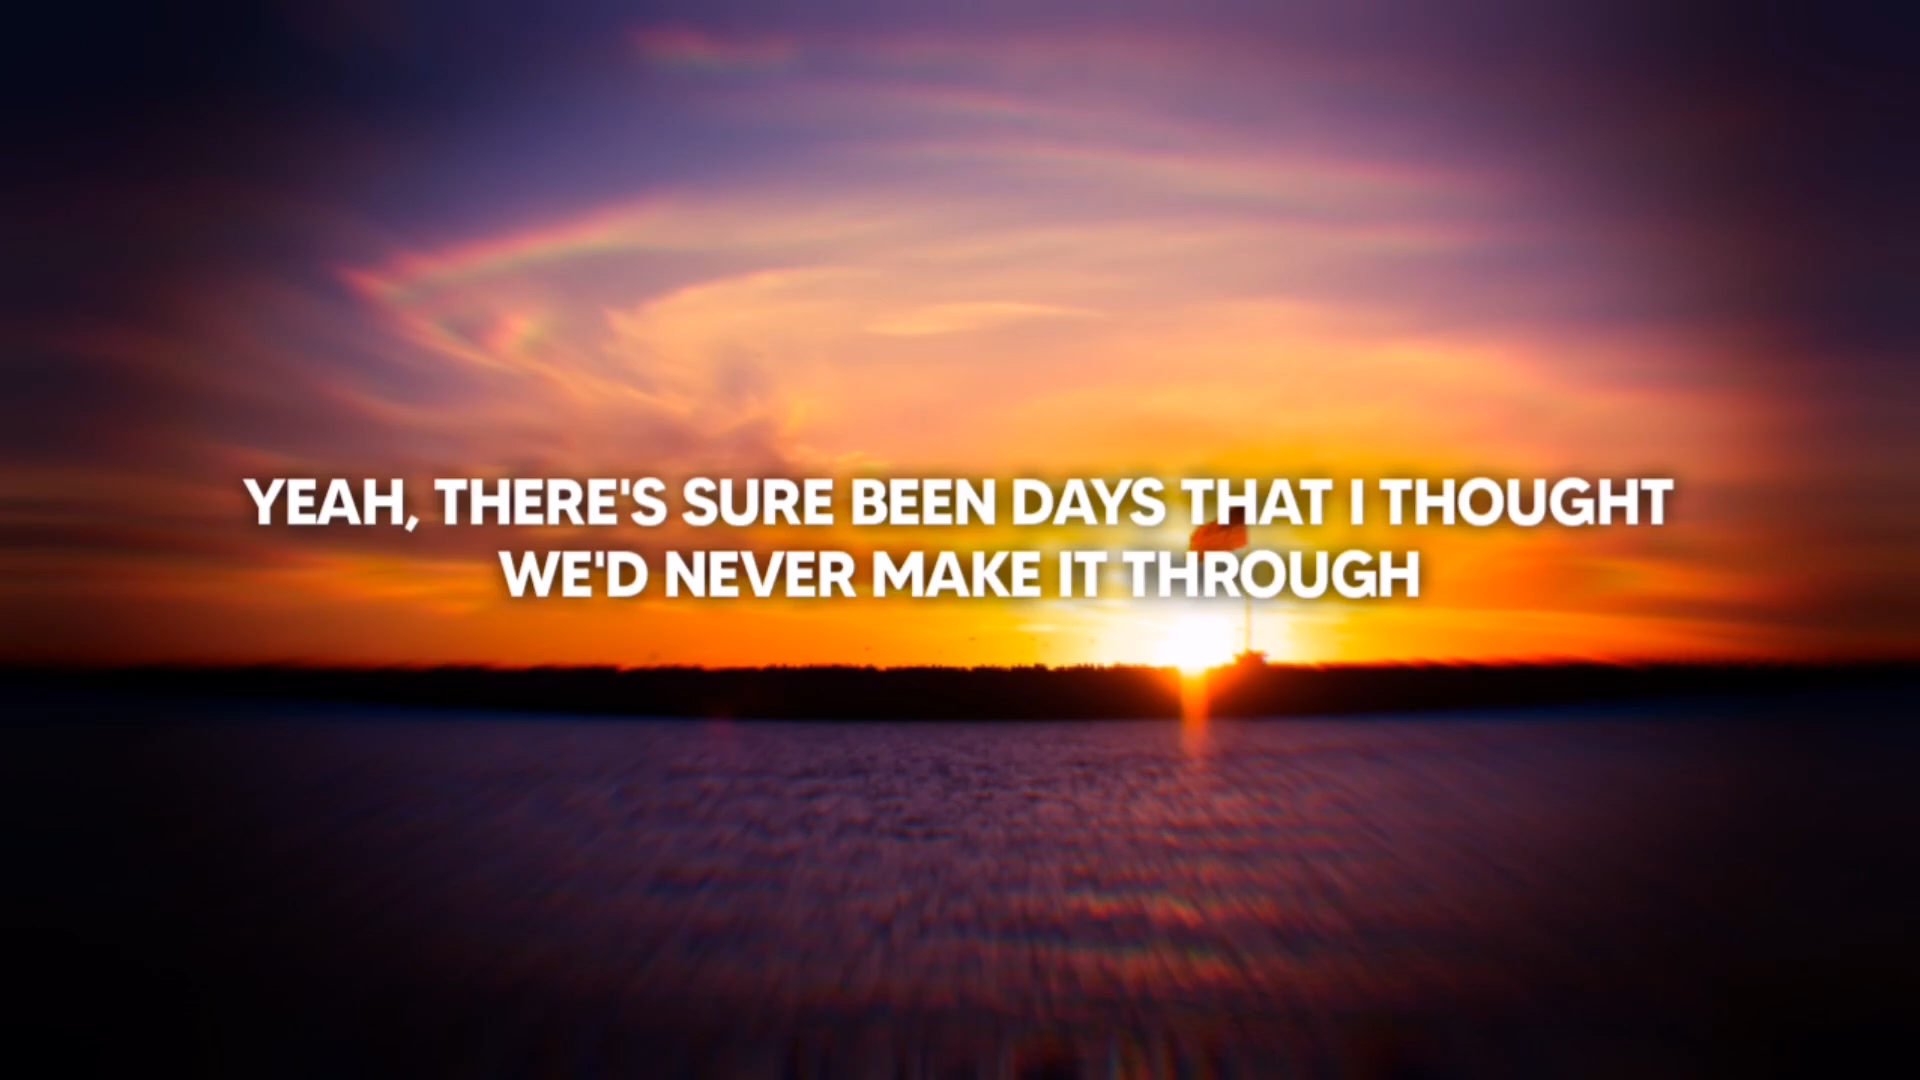 YEAH, THERE'S SURE BEEN DAYS THAT I THOUGHT
WE'D NEVER MAKE IT THROUGH